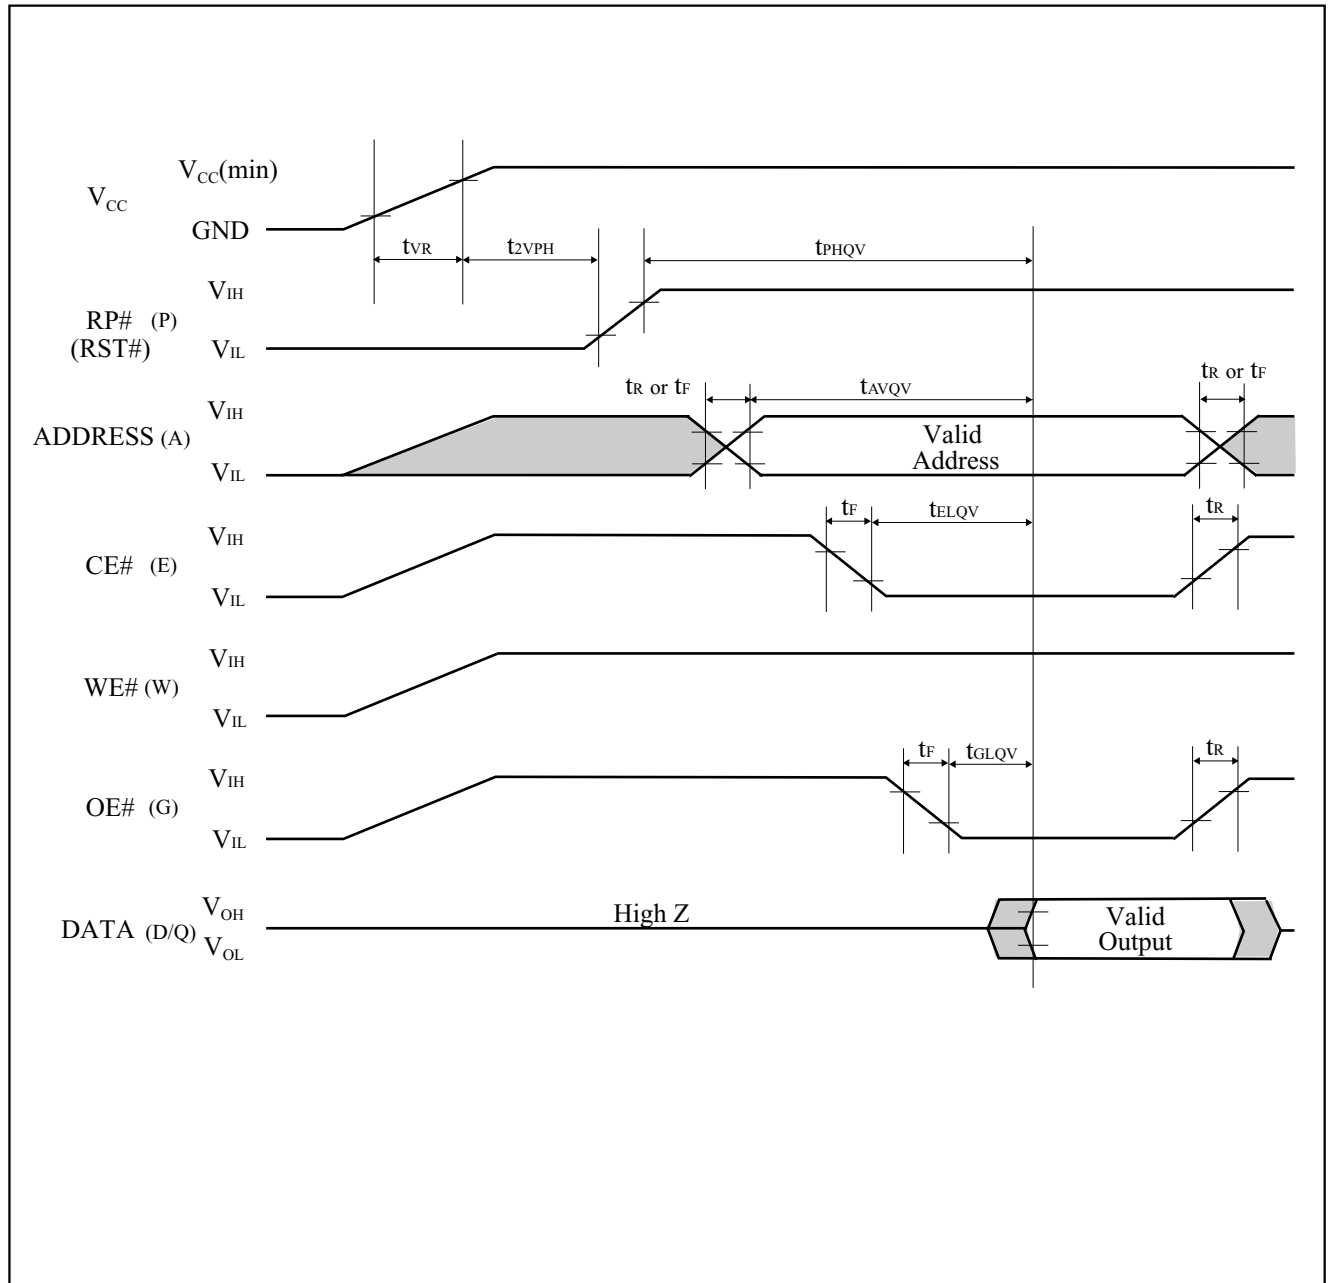 VCC(min)
VCC
GND
tVR
t2VPH
tPHQV
VIH
RP# (P)
(RST#)
VIL
tR or tF
tAVQV
tR or tF
VIH
ADDRESS (A)
Valid
Address
VIL
tF
tELQV
tR
VIH
CE# (E)
VIL
VIH
WE# (W)
VIL
tF
tGLQV
tR
VIH
OE# (G)
VIL
VOH
High Z
Valid
DATA (D/Q)
Output
VOL